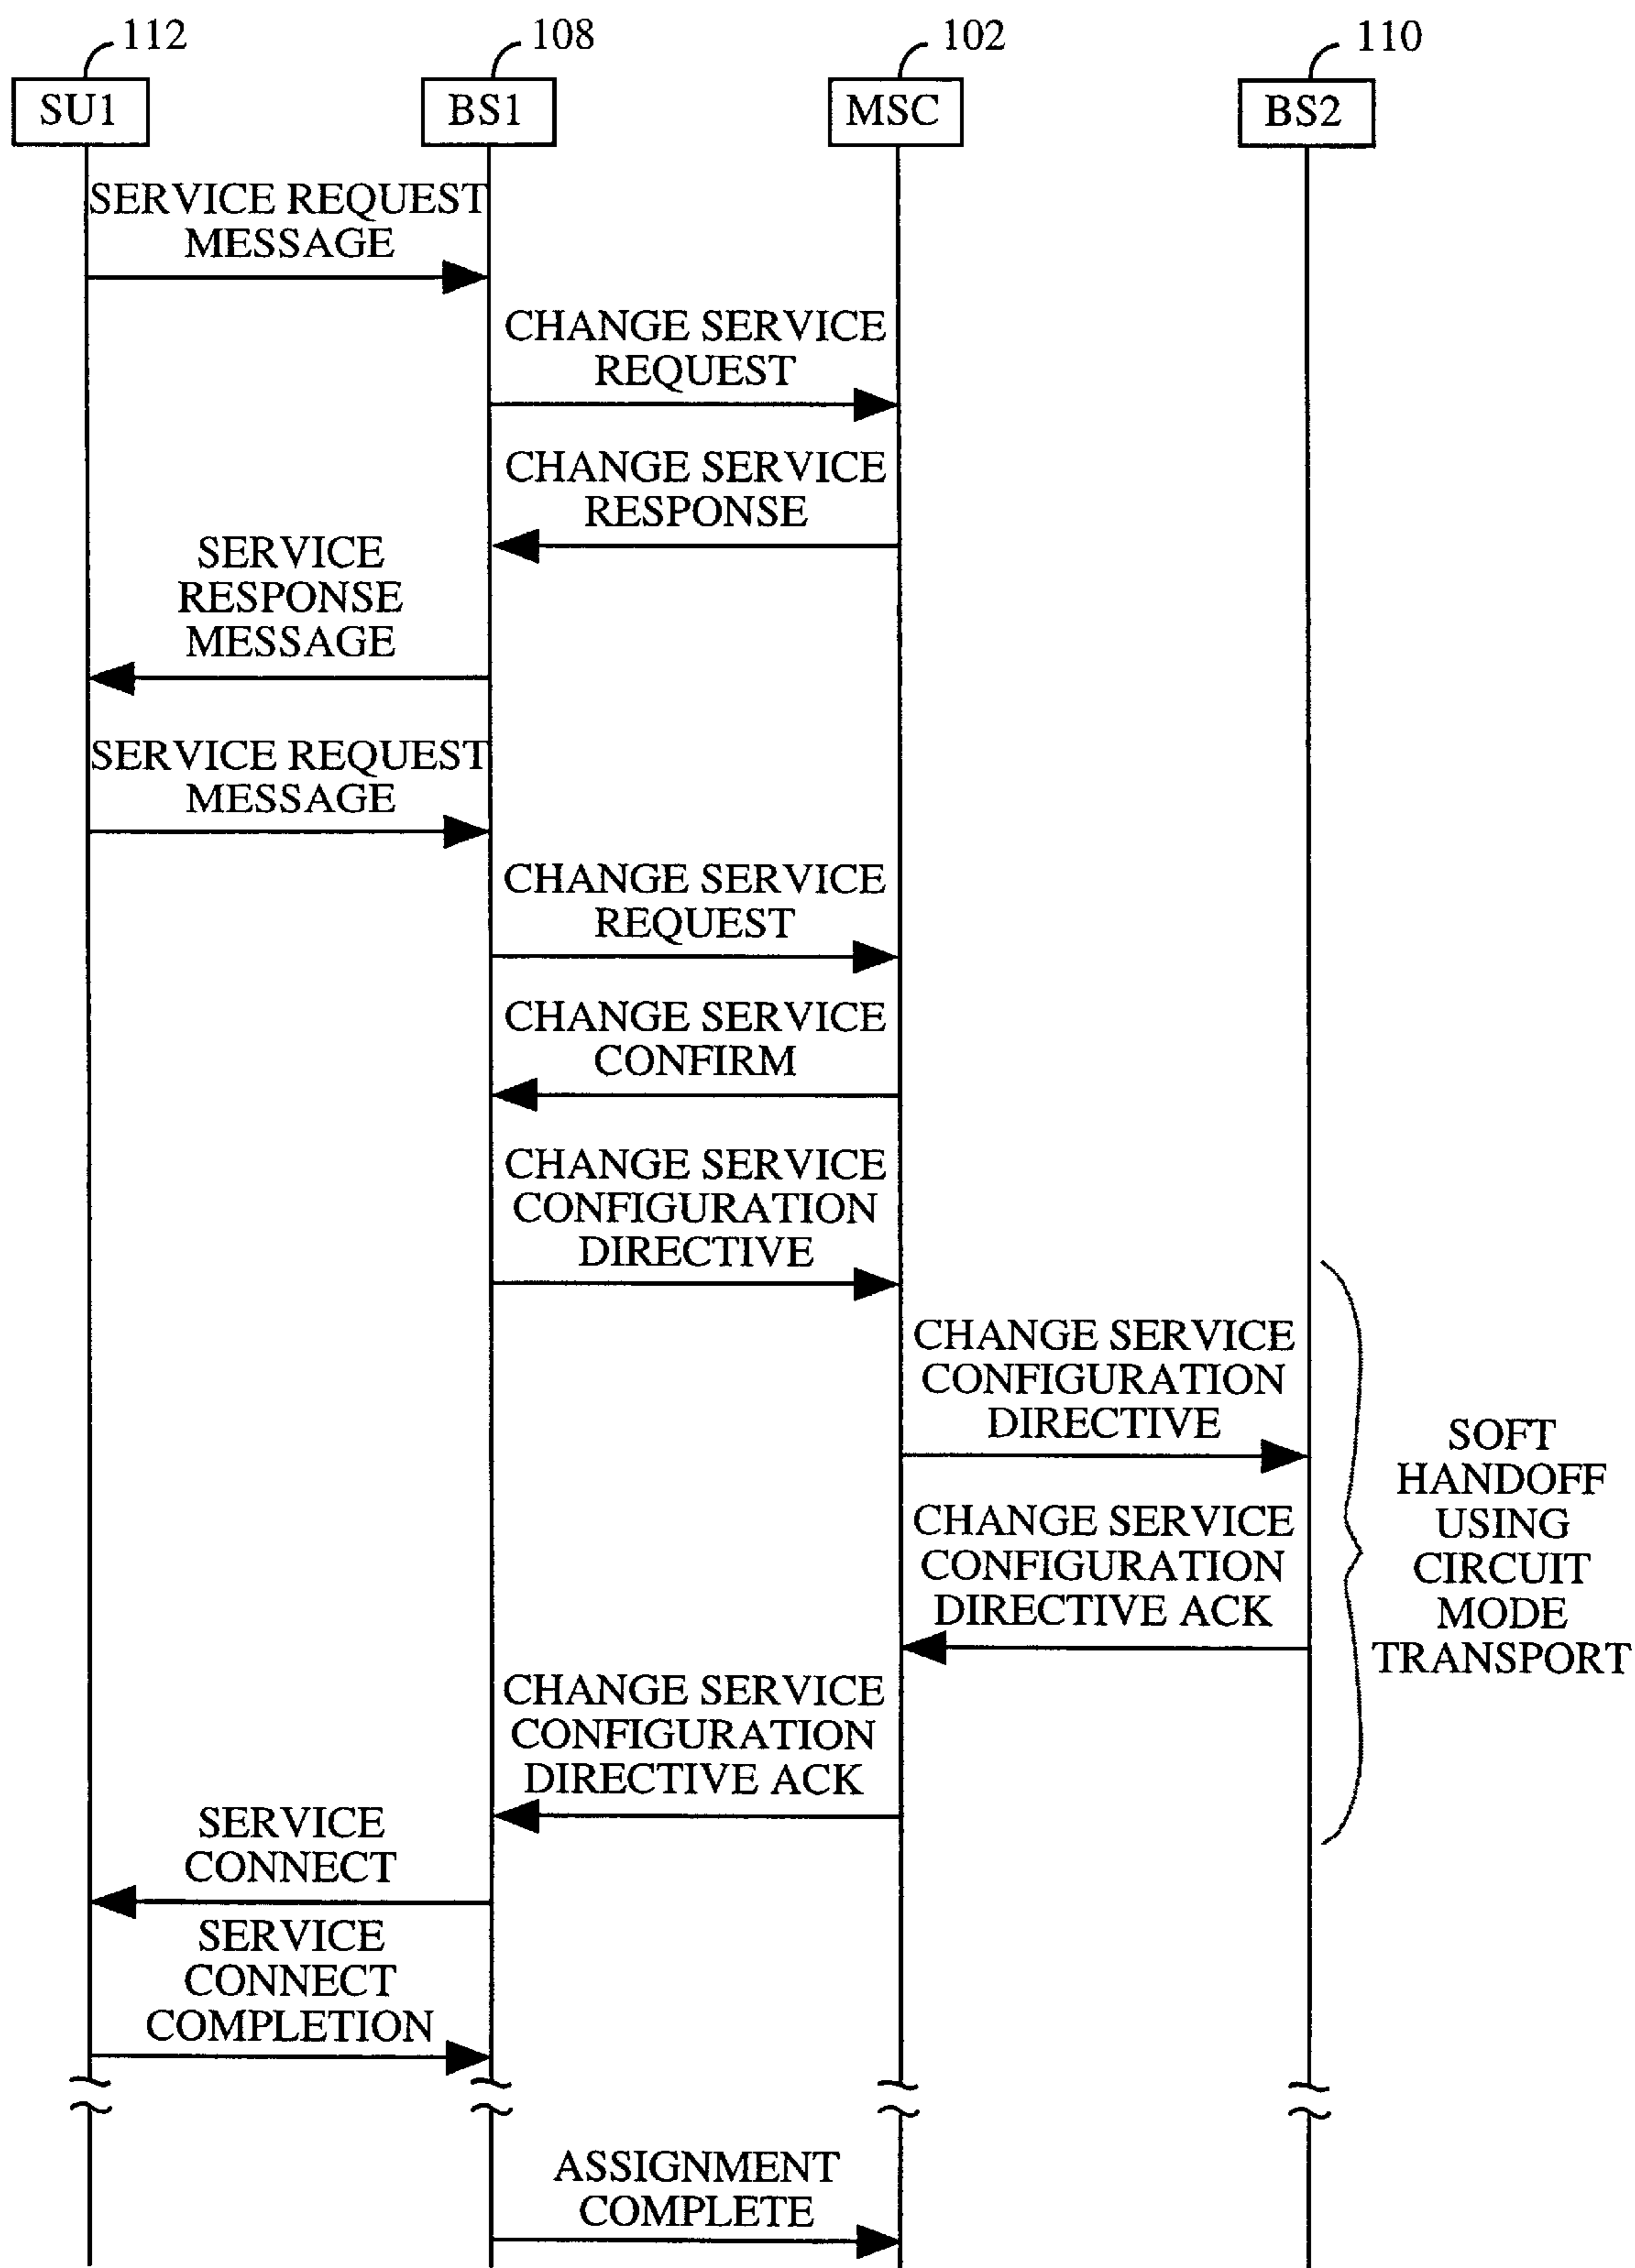 112
108
102
110
SU1
BS1
MSC
BS2
SERVICE REQUEST
MESSAGE
CHANGE SERVICE
REQUEST
CHANGE SERVICE
RESPONSE
SERVICE
RESPONSE
MESSAGE
SERVICE REQUEST
MESSAGE
CHANGE SERVICE
REQUEST
CHANGE SERVICE
CONFIRM
CHANGE SERVICE
CONFIGURATION
DIRECTIVE
CHANGE SERVICE
CONFIGURATION
DIRECTIVE
CHANGE SERVICE
CONFIGURATION
DIRECTIVE ACK
SOFT
HANDOFF
USING
CIRCUIT
MODE
TRANSPORT
CHANGE SERVICE
CONFIGURATION
DIRECTIVE ACK
SERVICE
CONNECT
SERVICE
CONNECT
COMPLETION
ASSIGNMENT
COMPLETE